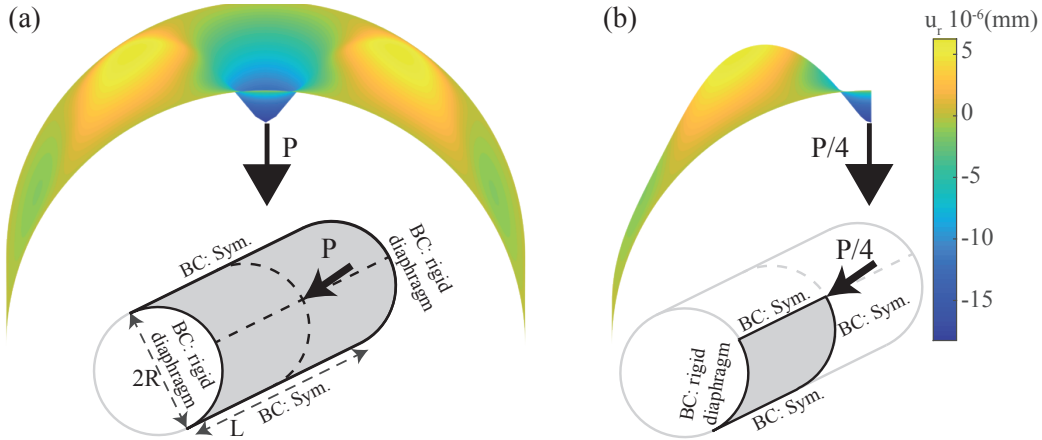 (a)
P
BC: Sym.
P
BC: rigid
diaphragm
BC: rigid
diaphragm
2R
L
BC: Sym.
(b)
P/4
P/4
BC: Sym.
BC: Sym.
BC: rigid
diaphragm
BC: Sym.
u_r 10^-6(mm)
5
0
-5
-10
-15